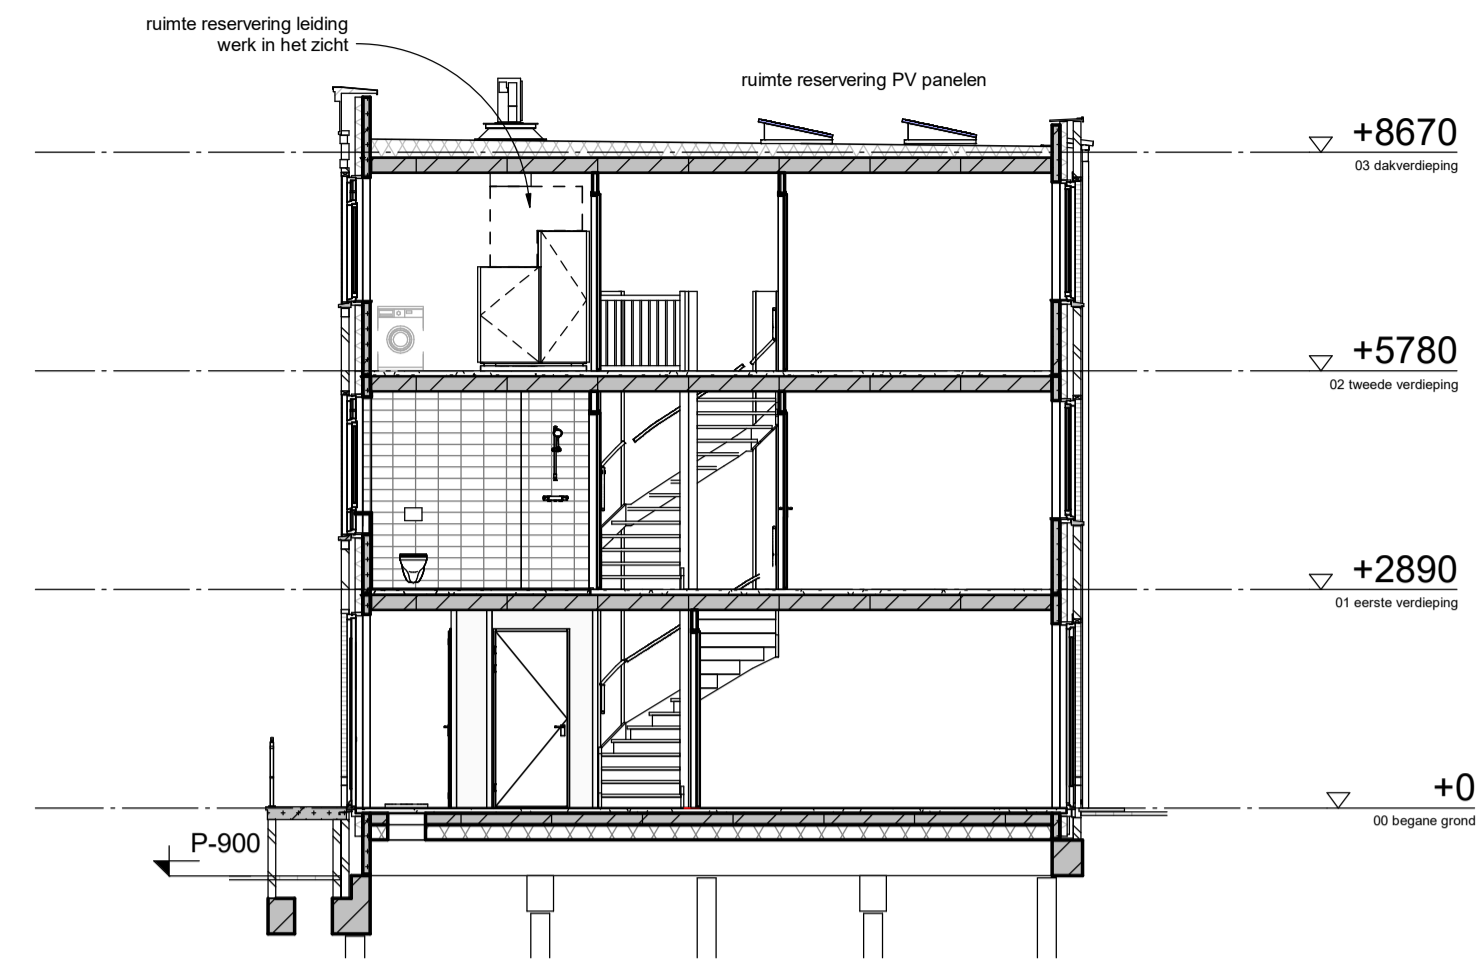 ruimte reservering leiding
werk in het zicht
ruimte reservering PV panelen
+8670
03 dakverdieping
+5780
02 tweede verdieping
+2890
01 eerste verdieping
+0
00 begane grond
P-900